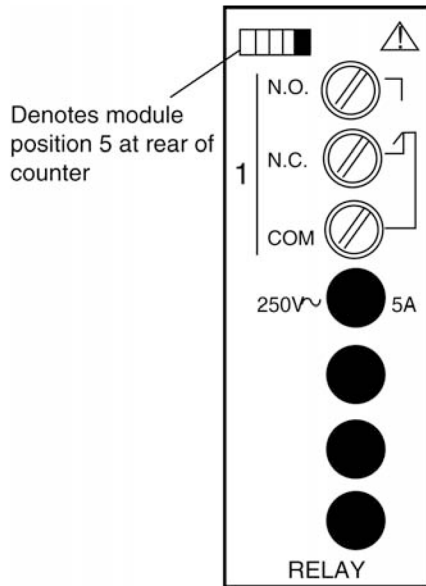 Denotes module
position 5 at rear of
counter
1
N.O.
N.C.
COM
250V~ 5A
RELAY